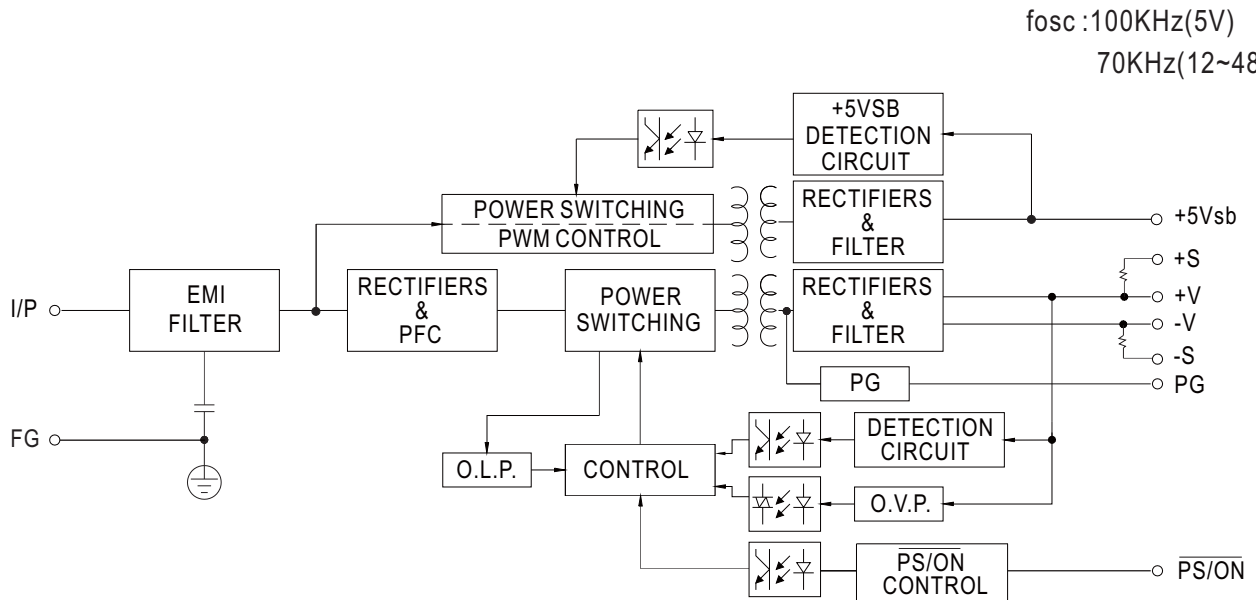 fosc :100KHz(5V)
70KHz(12~48
+5VSB
DETECTION
CIRCUIT
POWER SWITCHING
PWM CONTROL
RECTIFIERS
&
FILTER
+5Vsb
+S
I/P
EMI
FILTER
RECTIFIERS
&
PFC
POWER
SWITCHING
RECTIFIERS
&
FILTER
+V
-V
-S
PG
PG
FG
O.L.P.
CONTROL
DETECTION
CIRCUIT
O.V.P.
PS/ON
CONTROL
PS/ON